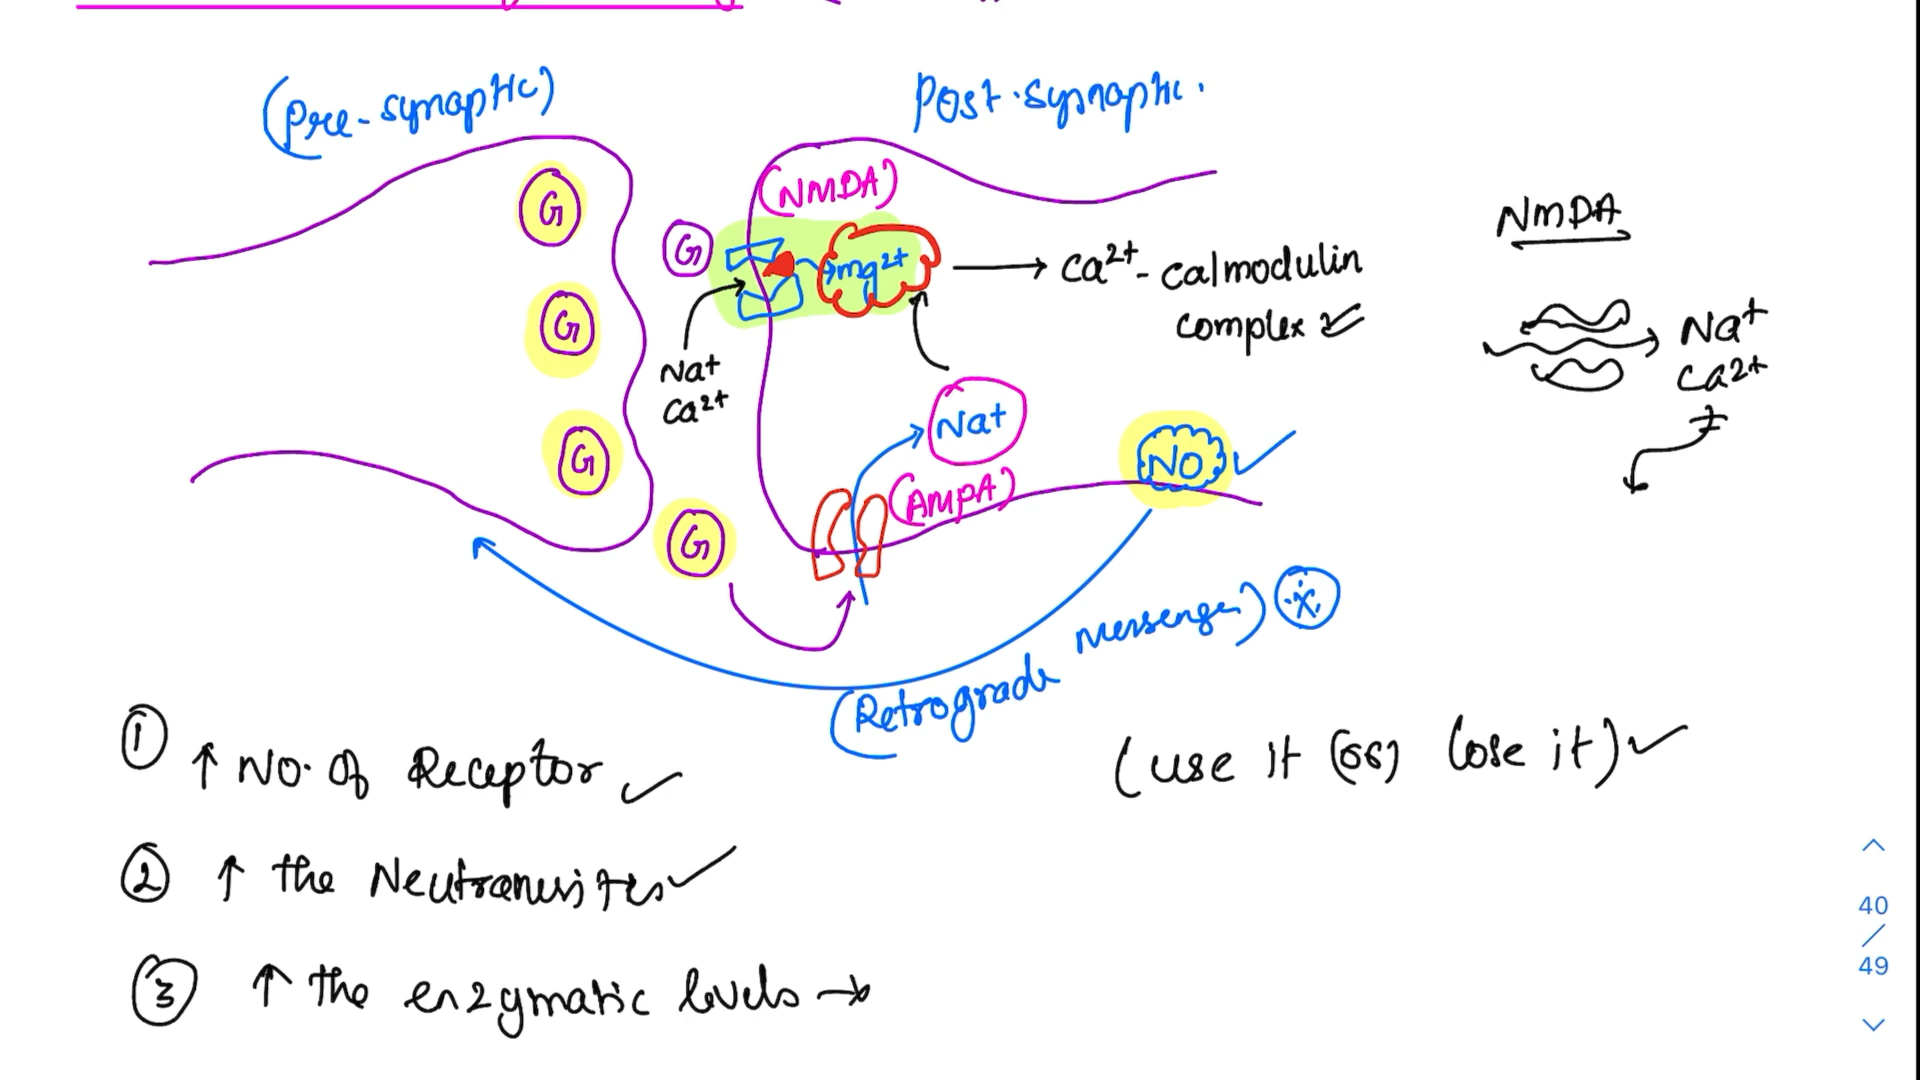 (Pre-synaptic)
Post-synaptic.
(NMDA)
G
G
mg2+
Ca2+- calmodulin
complex
NMDA
Na+
Ca2+
G
Na+
Ca2+
Na+
G
NO
(AMPA)
G
(Retrograde messenger)
① ↑ NO. Of Receptor
(use it (or) lose it)
② ↑ the
③ ↑ the enzymatic levels →
40
/
49